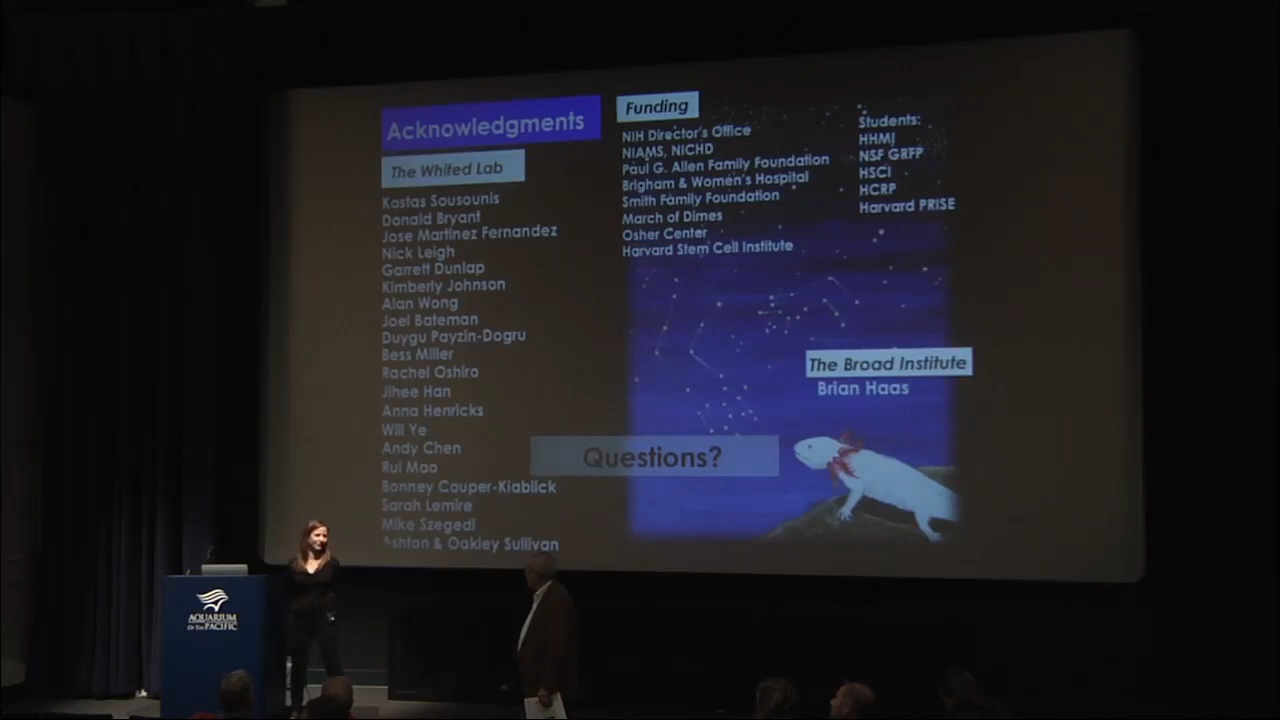 Acknowledgments
The Whited Lab
Kostas Sousounis
Donald Bryant
Jose Martinez Fernandez
Nick Leigh
Garrett Dunlap
Kimberly Johnson
Alan Wong
Joel Bateman
Duygu Payzin-Dogru
Bess Miller
Rachel Oshiro
Jihee Han
Anna Henricks
Will Ye
Andy Chen
Rui Mao
Bonney Couper-Kiablick
Sarah Lemire
Mike Szegedi
Ashton & Oakley Sullivan
Funding
NIH Director's Office
NIAMS, NICHD
Paul G. Allen Family Foundation
Brigham & Women's Hospital
Smith Family Foundation
March of Dimes
Osher Center
Harvard Stem Cell Institute
Students:
HHMI
NSF GRFP
HSCI
HCRP
Harvard PRISE
The Broad Institute
Brian Haas
Questions?
AQUARIUM
OF THE PACIFIC